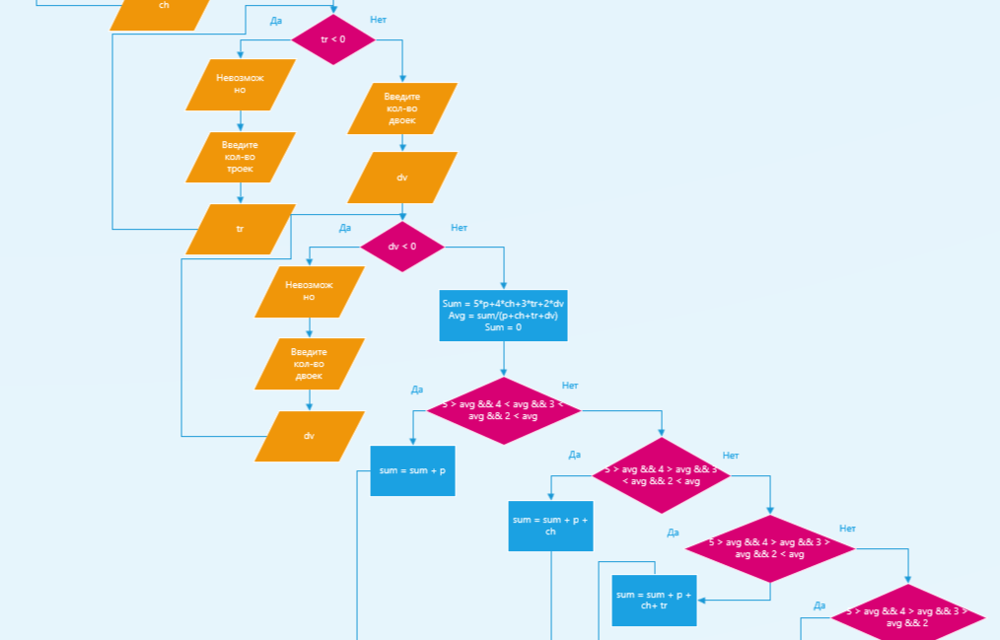 ch
Да
Нет
tr < 0
Невозмож
но
Введите
кол-во
двоек
Введите
кол-во
троек
dv
tr
Да
Нет
dv < 0
Невозмож
но
Sum = 5*p+4*ch+3*tr+2*dv
Avg = sum/(p+ch+tr+dv)
Sum = 0
Введите
кол-во
двоек
Да
Нет
5 > avg && 4 < avg && 3 <
avg && 2 < avg
dv
sum = sum + p
Да
Нет
5 > avg && 4 > avg && 3
< avg && 2 < avg
sum = sum + p +
ch
Да
Нет
5 > avg && 4 > avg && 3 >
avg && 2 < avg
sum = sum + p +
ch+ tr
Да
5 > avg && 4 > avg && 3 >
avg && 2